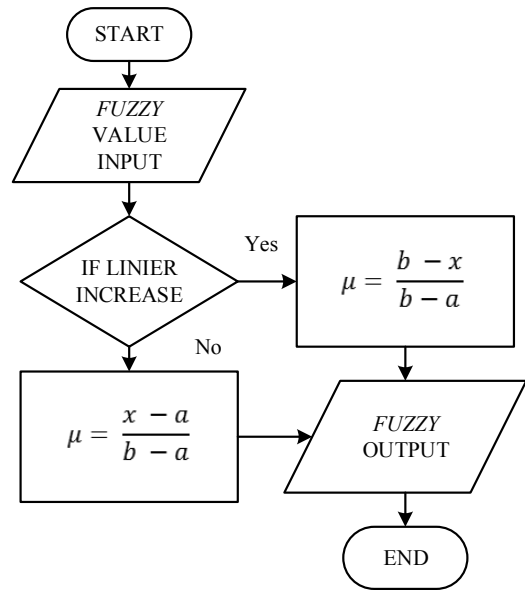 START
FUZZY
VALUE
INPUT
IF LINIER
INCREASE
Yes
μ = (b - x) / (b - a)
No
μ = (x - a) / (b - a)
FUZZY
OUTPUT
END